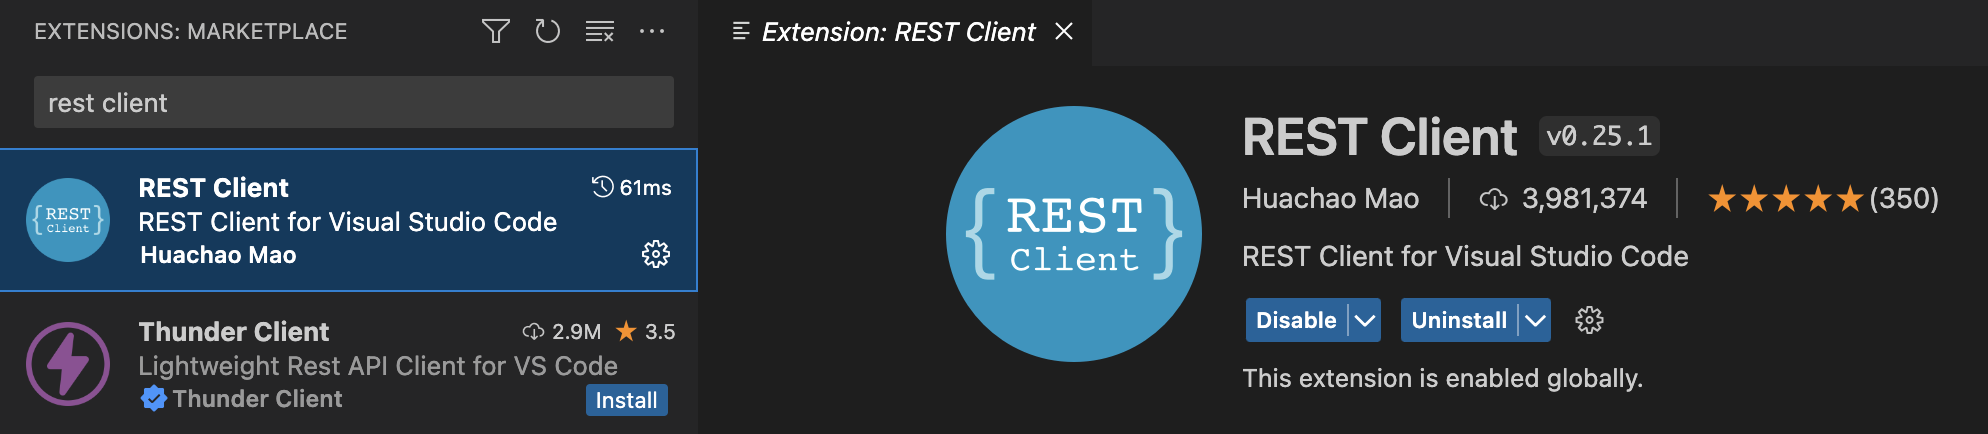 EXTENSIONS: MARKETPLACE
rest client
REST Client 61ms
REST Client for Visual Studio Code
Huachao Mao
{REST}
Client
Thunder Client 2.9M 3.5
Lightweight Rest API Client for VS Code
Thunder Client Install
Extension: REST Client
{REST}
Client
REST Client v0.25.1
Huachao Mao 3,981,374 (350)
REST Client for Visual Studio Code
Disable Uninstall
This extension is enabled globally.